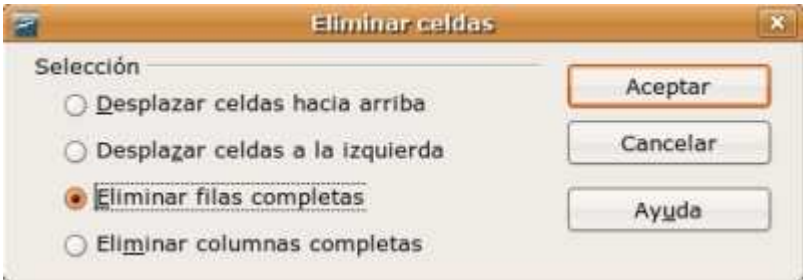 Eliminar celdas
Selección
Desplazar celdas hacia arriba
Desplazar celdas a la izquierda
Eliminar filas completas
Eliminar columnas completas
Aceptar
Cancelar
Ayuda